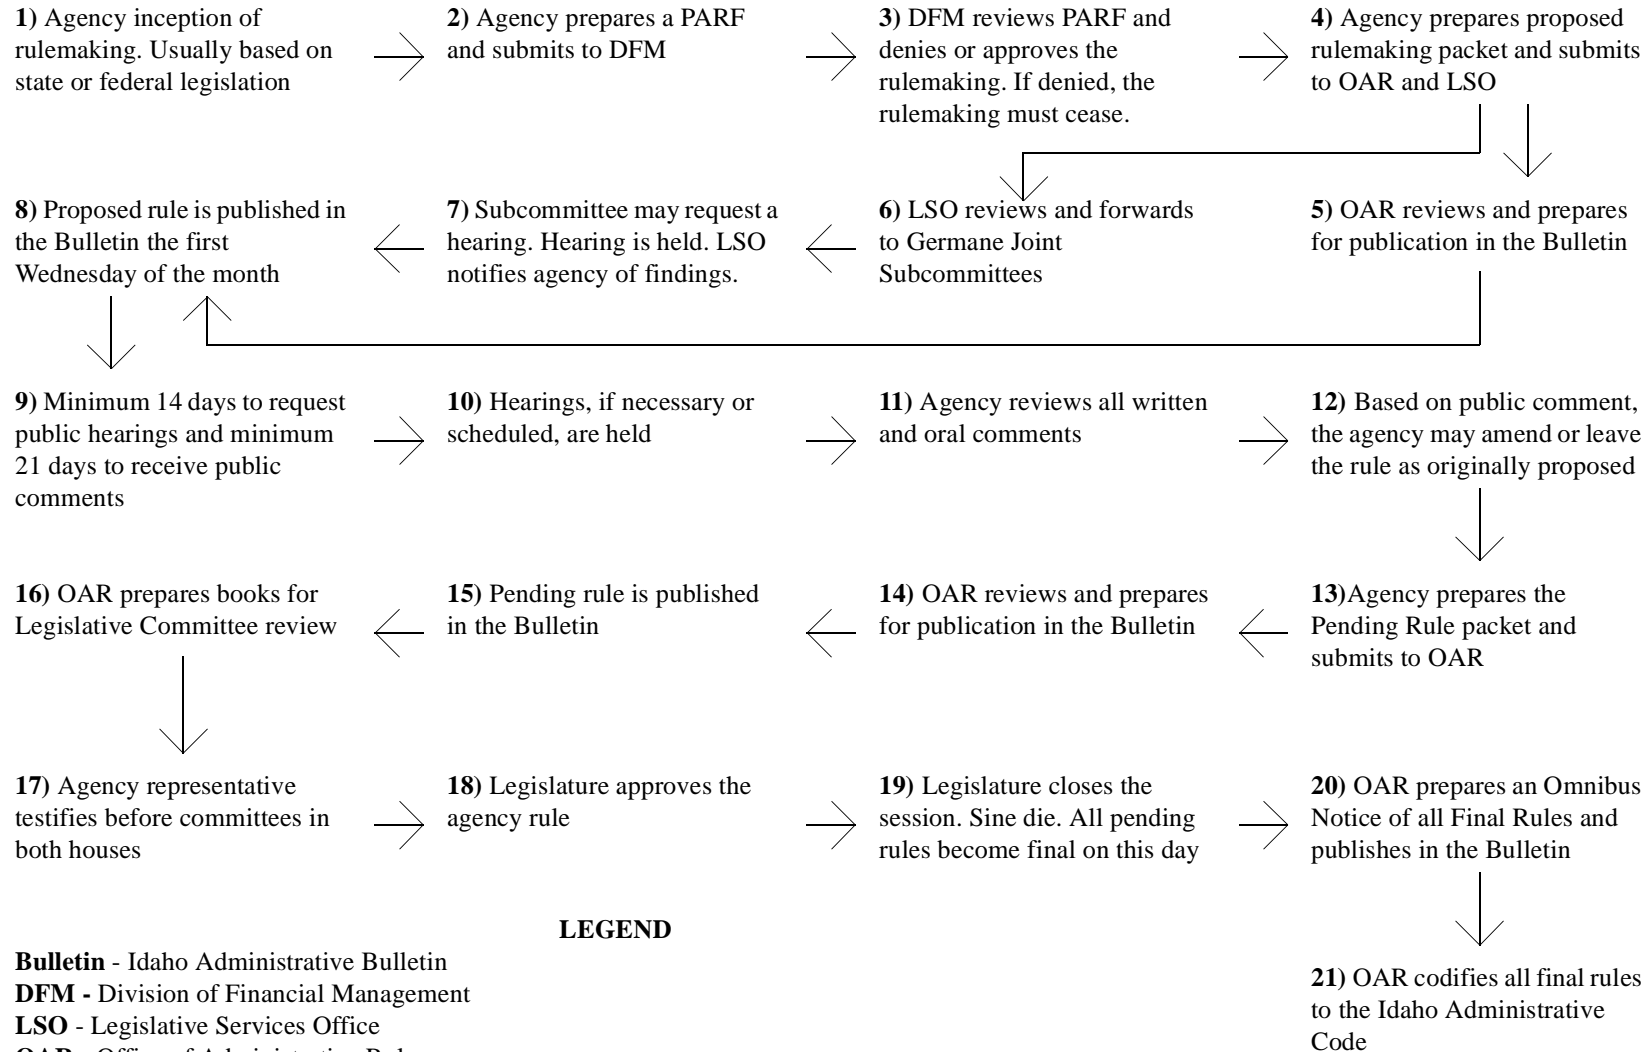 1) Agency inception of
rulemaking. Usually based on
state or federal legislation
2) Agency prepares a PARF
and submits to DFM
3) DFM reviews PARF and
denies or approves the
rulemaking. If denied, the
rulemaking must cease.
4) Agency prepares proposed
rulemaking packet and submits
to OAR and LSO
5) OAR reviews and prepares
for publication in the Bulletin
6) LSO reviews and forwards
to Germane Joint
Subcommittees
7) Subcommittee may request a
hearing. Hearing is held. LSO
notifies agency of findings.
8) Proposed rule is published in
the Bulletin the first
Wednesday of the month
9) Minimum 14 days to request
public hearings and minimum
21 days to receive public
comments
10) Hearings, if necessary or
scheduled, are held
11) Agency reviews all written
and oral comments
12) Based on public comment,
the agency may amend or leave
the rule as originally proposed
13)Agency prepares the
Pending Rule packet and
submits to OAR
14) OAR reviews and prepares
for publication in the Bulletin
15) Pending rule is published
in the Bulletin
16) OAR prepares books for
Legislative Committee review
17) Agency representative
testifies before committees in
both houses
18) Legislature approves the
agency rule
19) Legislature closes the
session. Sine die. All pending
rules become final on this day
20) OAR prepares an Omnibus
Notice of all Final Rules and
publishes in the Bulletin
21) OAR codifies all final rules
to the Idaho Administrative
Code
LEGEND
Bulletin - Idaho Administrative Bulletin
DFM - Division of Financial Management
LSO - Legislative Services Office